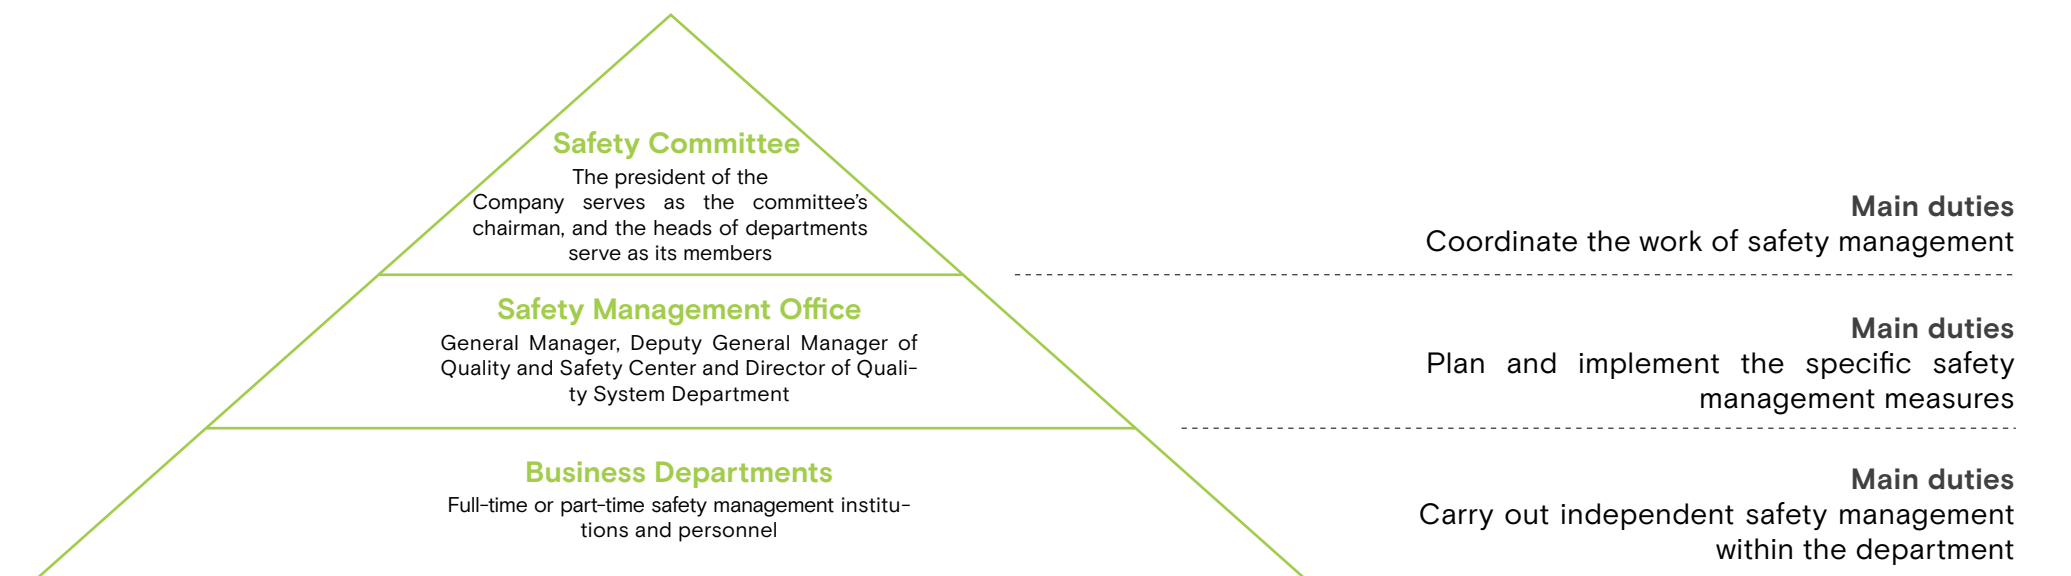 Safety Committee
The president of the
Company serves as the committee's
chairman, and the heads of departments
serve as its members
Main duties
Coordinate the work of safety management
Safety Management Office
General Manager, Deputy General Manager of
Quality and Safety Center and Director of Quali-
ty System Department
Main duties
Plan and implement the specific safety
management measures
Business Departments
Full-time or part-time safety management institu-
tions and personnel
Main duties
Carry out independent safety management
within the department